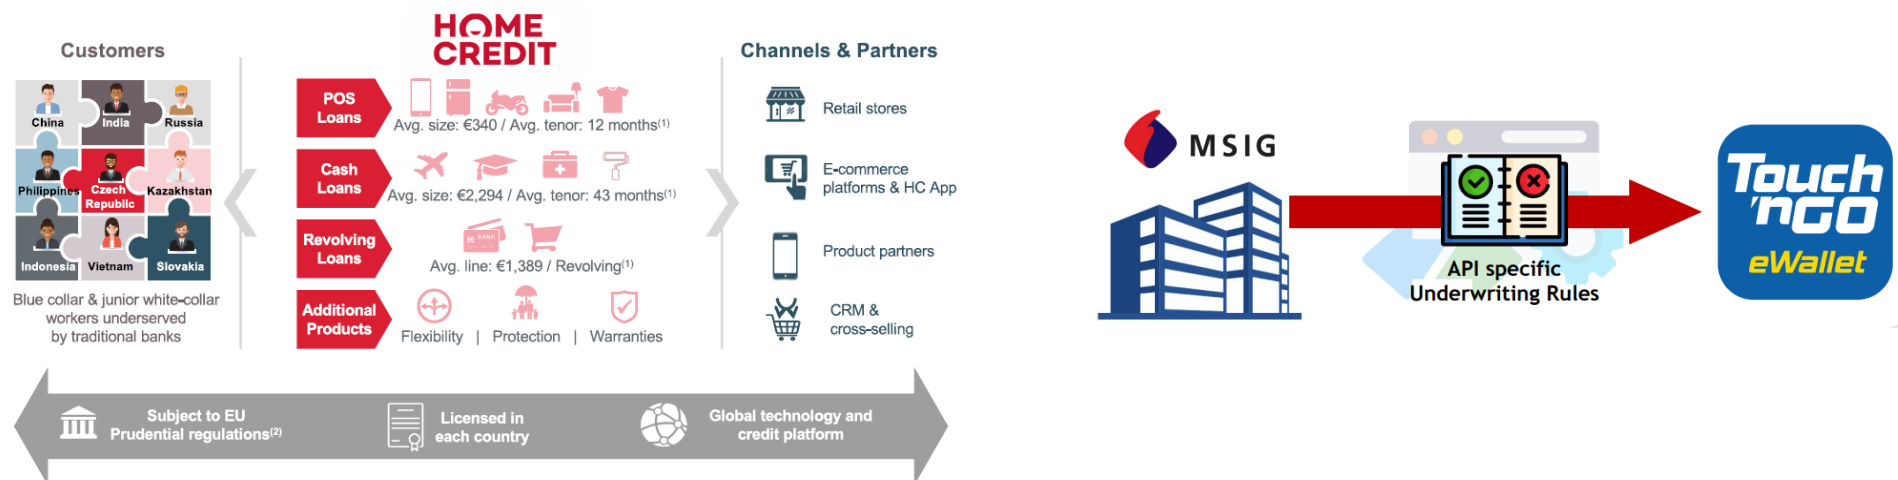 HOME
CREDIT
Customers
China
India
Russia
Philippines
Czech
Republic
Kazakhstan
Indonesia
Vietnam
Slovakia
Blue collar & junior white-collar
workers underserved
by traditional banks
POS
Loans
Avg. size: €340 / Avg. tenor: 12 months(1)
Cash
Loans
Avg. size: €2,294 / Avg. tenor: 43 months(1)
Revolving
Loans
BANK
Avg. line: €1,389 / Revolving(1)
Additional
Products
Flexibility | Protection | Warranties
Channels & Partners
Retail stores
E-commerce
platforms & HC App
Product partners
CRM &
cross-selling
Subject to EU
Prudential regulations(2)
Licensed in
each country
Global technology and
credit platform
MSIG
API specific
Underwriting Rules
Touch
'nGO
eWallet